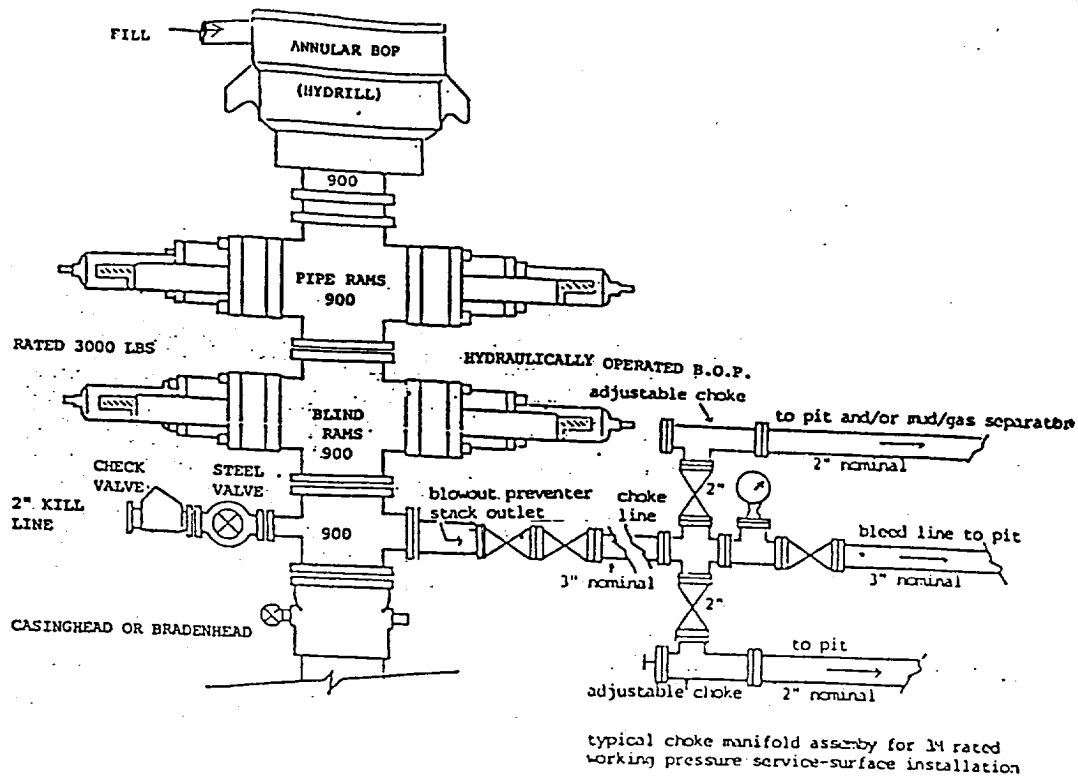 FILL
ANNULAR BOP
(HYDRILL)
900
PIPE RAMS
900
RATED 3000 LBS
HYDRAULICALLY OPERATED B.O.P.
adjustable choke
to pit and/or mud/gas separator
2" nominal
BLIND
RAMS
900
CHECK
VALVE
STEEL
VALVE
2" KILL
LINE
blowout preventer
stack outlet
choke
line
2"
900
3" nominal
bleed line to pit
3" nominal
2"
CASINGHEAD OR BRADENHEAD
to pit
adjustable choke
2" nominal
typical choke manifold assemby for 3M rated
working pressure service-surface installation